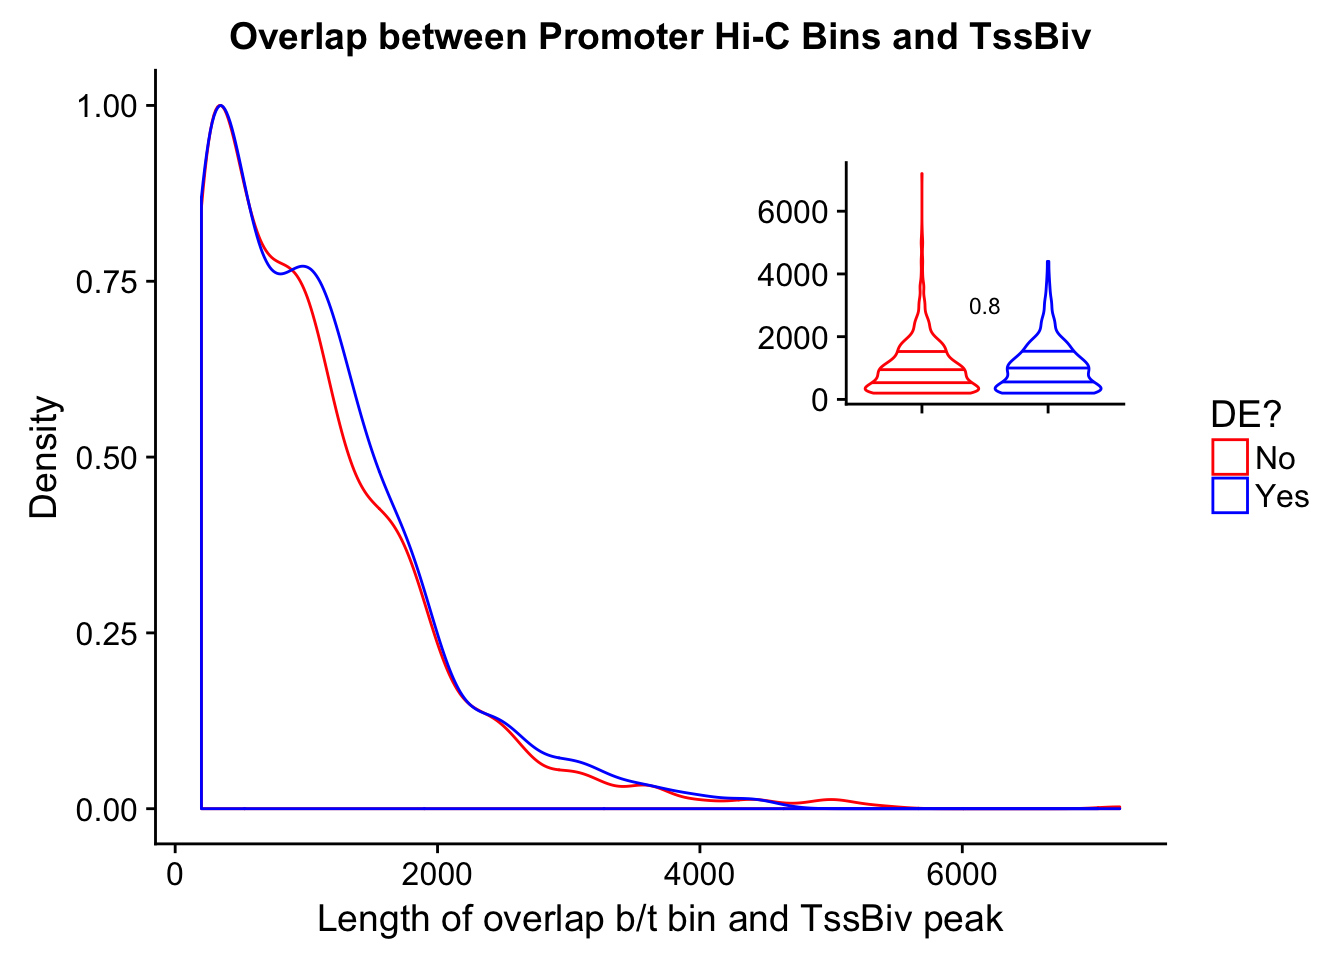 Overlap between Promoter Hi-C Bins and TssBiv
1.00
0.75
0.50
0.25
0.00
Density
0
2000
4000
6000
Length of overlap b/t bin and TssBiv peak
6000
4000
2000
0
0.8
DE?
No
Yes